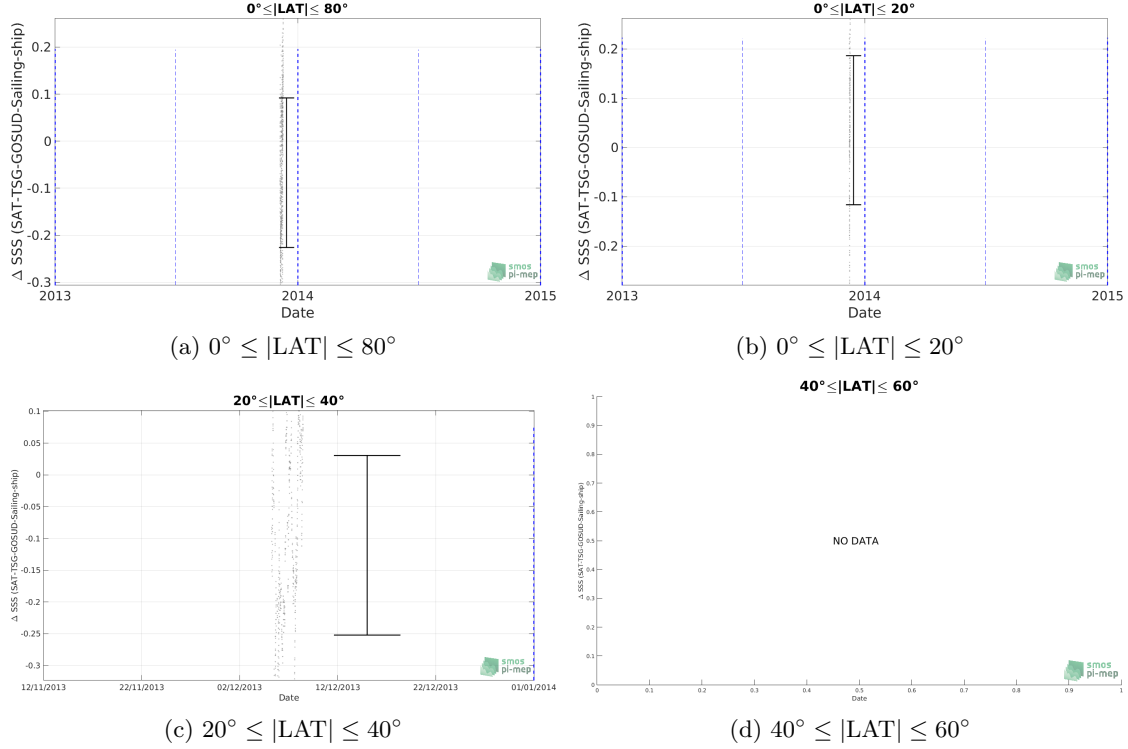 0°≤|LAT|≤ 80°
Δ SSS (SAT-TSG-GOSUD-Sailing-ship)
0.2
0.1
0
-0.1
-0.2
-0.3
2013
2014
2015
Date
smos
pi-mep
(a) 0° ≤ |LAT| ≤ 80°
0°≤|LAT|≤ 20°
Δ SSS (SAT-TSG-GOSUD-Sailing-ship)
0.2
0.1
0
-0.1
-0.2
2013
2014
2015
Date
smos
pi-mep
(b) 0° ≤ |LAT| ≤ 20°
20°≤|LAT|≤ 40°
Δ SSS (SAT-TSG-GOSUD-Sailing-ship)
0.1
0.05
0
-0.05
-0.1
-0.15
-0.2
-0.25
-0.3
12/11/2013
22/11/2013
02/12/2013
12/12/2013
22/12/2013
01/01/2014
Date
smos
pi-mep
(c) 20° ≤ |LAT| ≤ 40°
40°≤|LAT|≤ 60°
Δ SSS (SAT-TSG-GOSUD-Sailing-ship)
1
0.9
0.8
0.7
0.6
0.5
0.4
0.3
0.2
0.1
0
NO DATA
0
0.1
0.2
0.3
0.4
0.5
0.6
0.7
0.8
0.9
1
Date
smos
pi-mep
(d) 40° ≤ |LAT| ≤ 60°